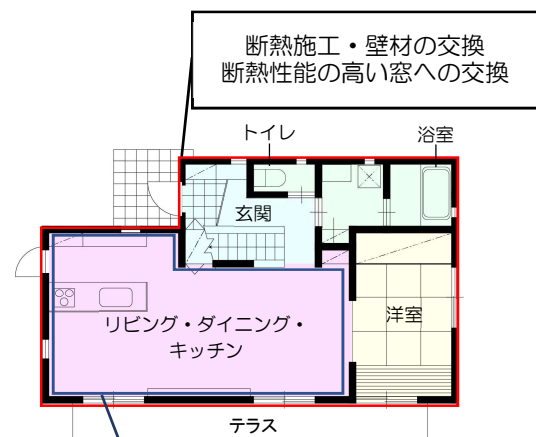 断熱施工・壁材の交換
断熱性能の高い窓への交換
トイレ
浴室
玄関
洋室
リビング・ダイニング・
キッチン
テラス